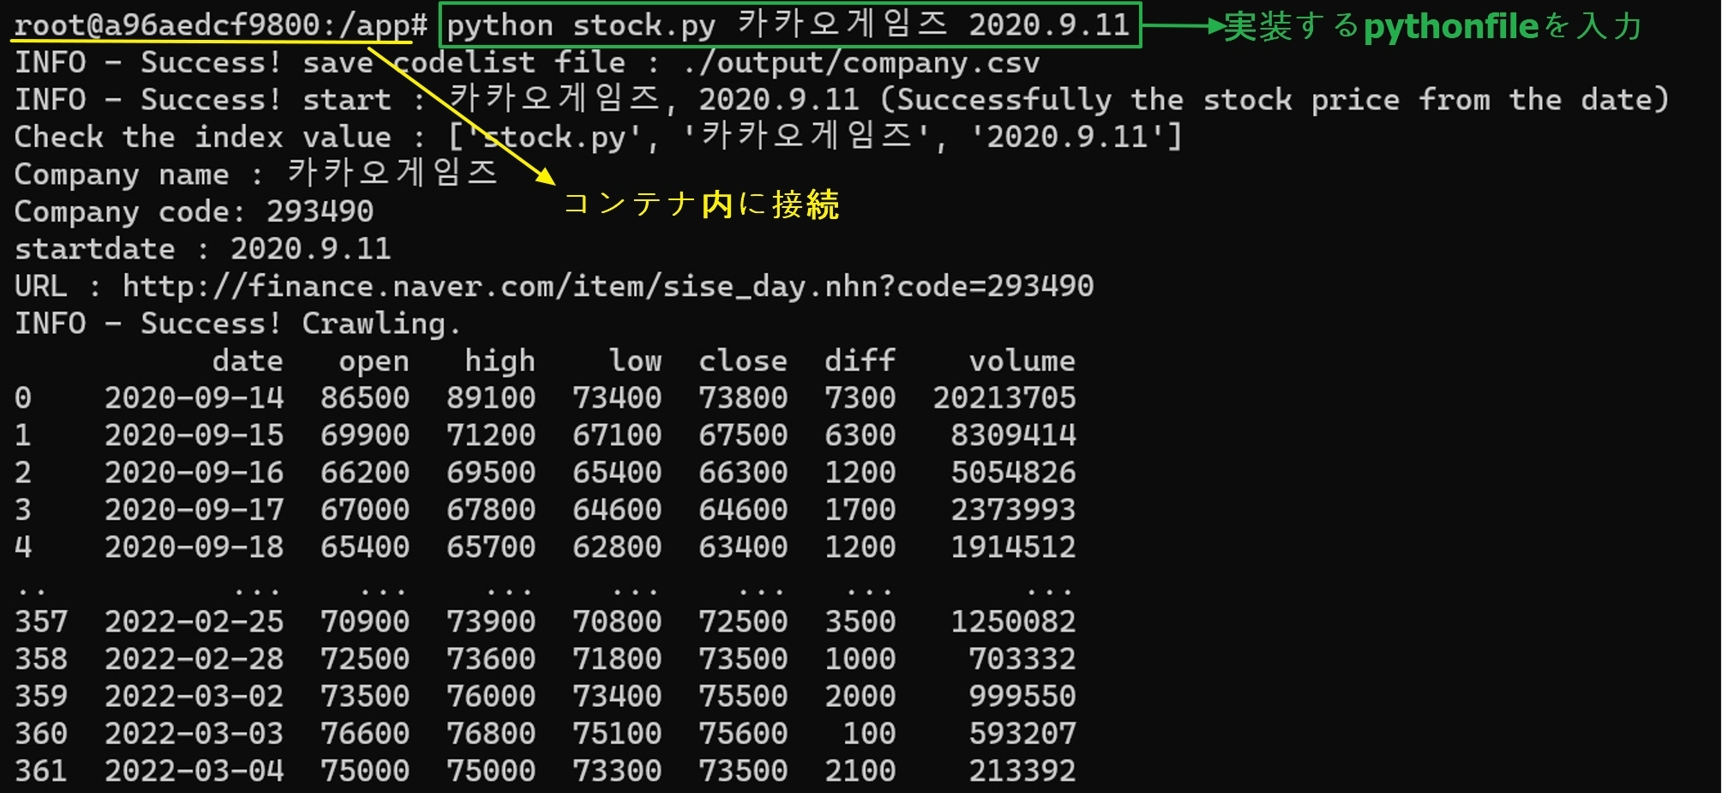 root@a96aedcf9800:/app# python stock.py 카카오게임즈 2020.9.11 実装するpythonfileを入力
INFO - Success! save codelist file : ./output/company.csv
INFO - Success! start : 카카오게임즈, 2020.9.11 (Successfully the stock price from the date)
Check the index value : ['stock.py', '카카오게임즈', '2020.9.11']
Company name : 카카오게임즈
コンテナ内に接続
Company code: 293490
startdate : 2020.9.11
URL : http://finance.naver.com/item/sise_day.nhn?code=293490
INFO - Success! Crawling.
date open high low close diff volume
0 2020-09-14 86500 89100 73400 73800 7300 20213705
1 2020-09-15 69900 71200 67100 67500 6300 8309414
2 2020-09-16 66200 69500 65400 66300 1200 5054826
3 2020-09-17 67000 67800 64600 64600 1700 2373993
4 2020-09-18 65400 65700 62800 63400 1200 1914512
.. ... ... ... ... ... ... ...
357 2022-02-25 70900 73900 70800 72500 3500 1250082
358 2022-02-28 72500 73600 71800 73500 1000 703332
359 2022-03-02 73500 76000 73400 75500 2000 999550
360 2022-03-03 76600 76800 75100 75600 100 593207
361 2022-03-04 75000 75000 73300 73500 2100 213392